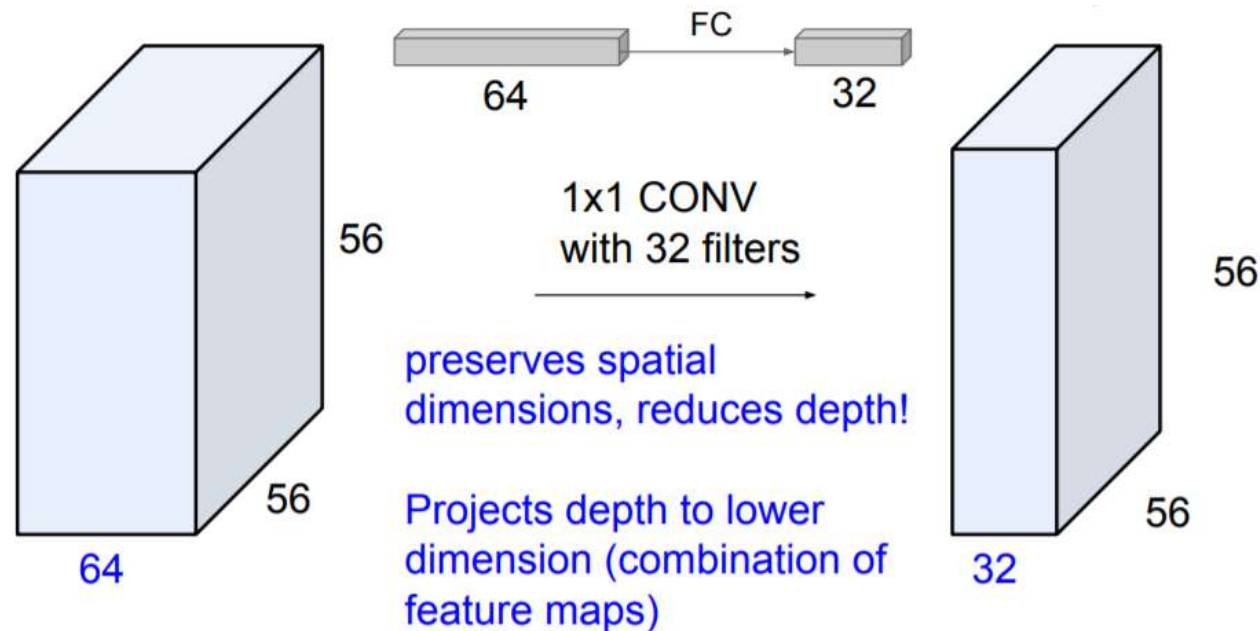 FC
64
32
1x1 CONV
with 32 filters
56
56
64
preserves spatial
dimensions, reduces depth!
Projects depth to lower
dimension (combination of
feature maps)
56
56
32